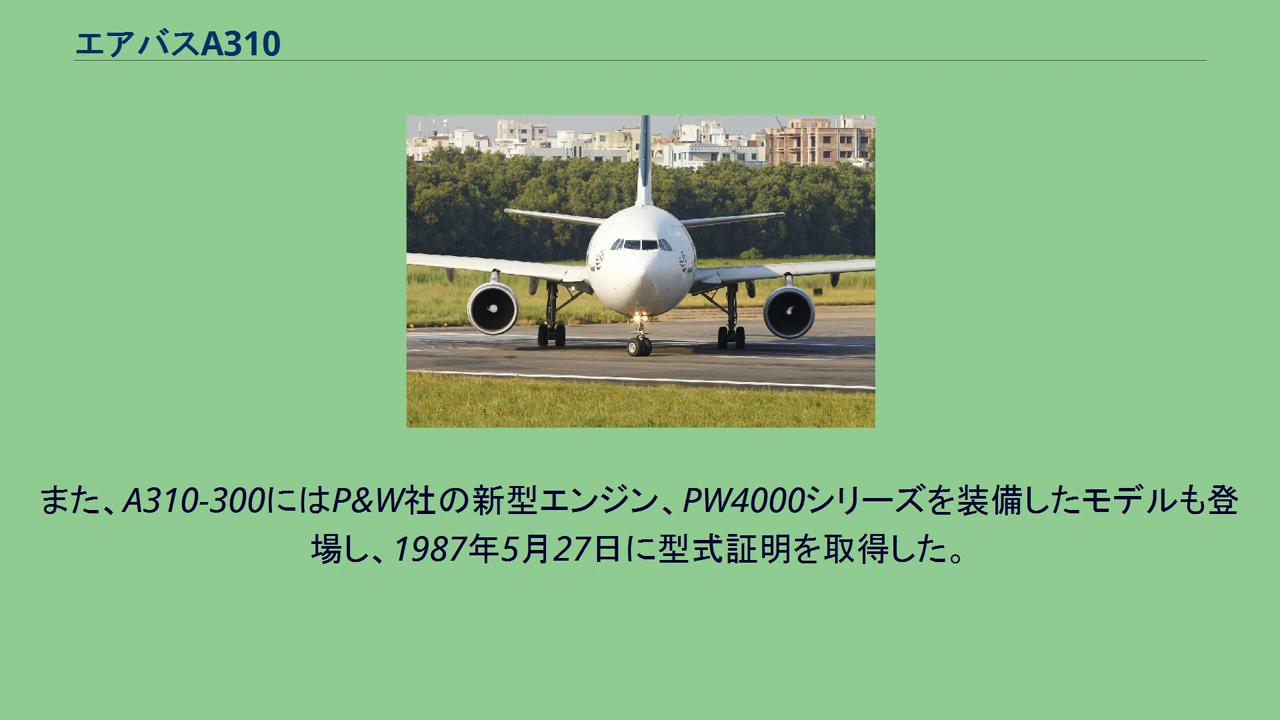 エアバスA310
また、A310-300にはP&W社の新型エンジン、PW4000シリーズを装備したモデルも登
場し、1987年5月27日に型式証明を取得した。